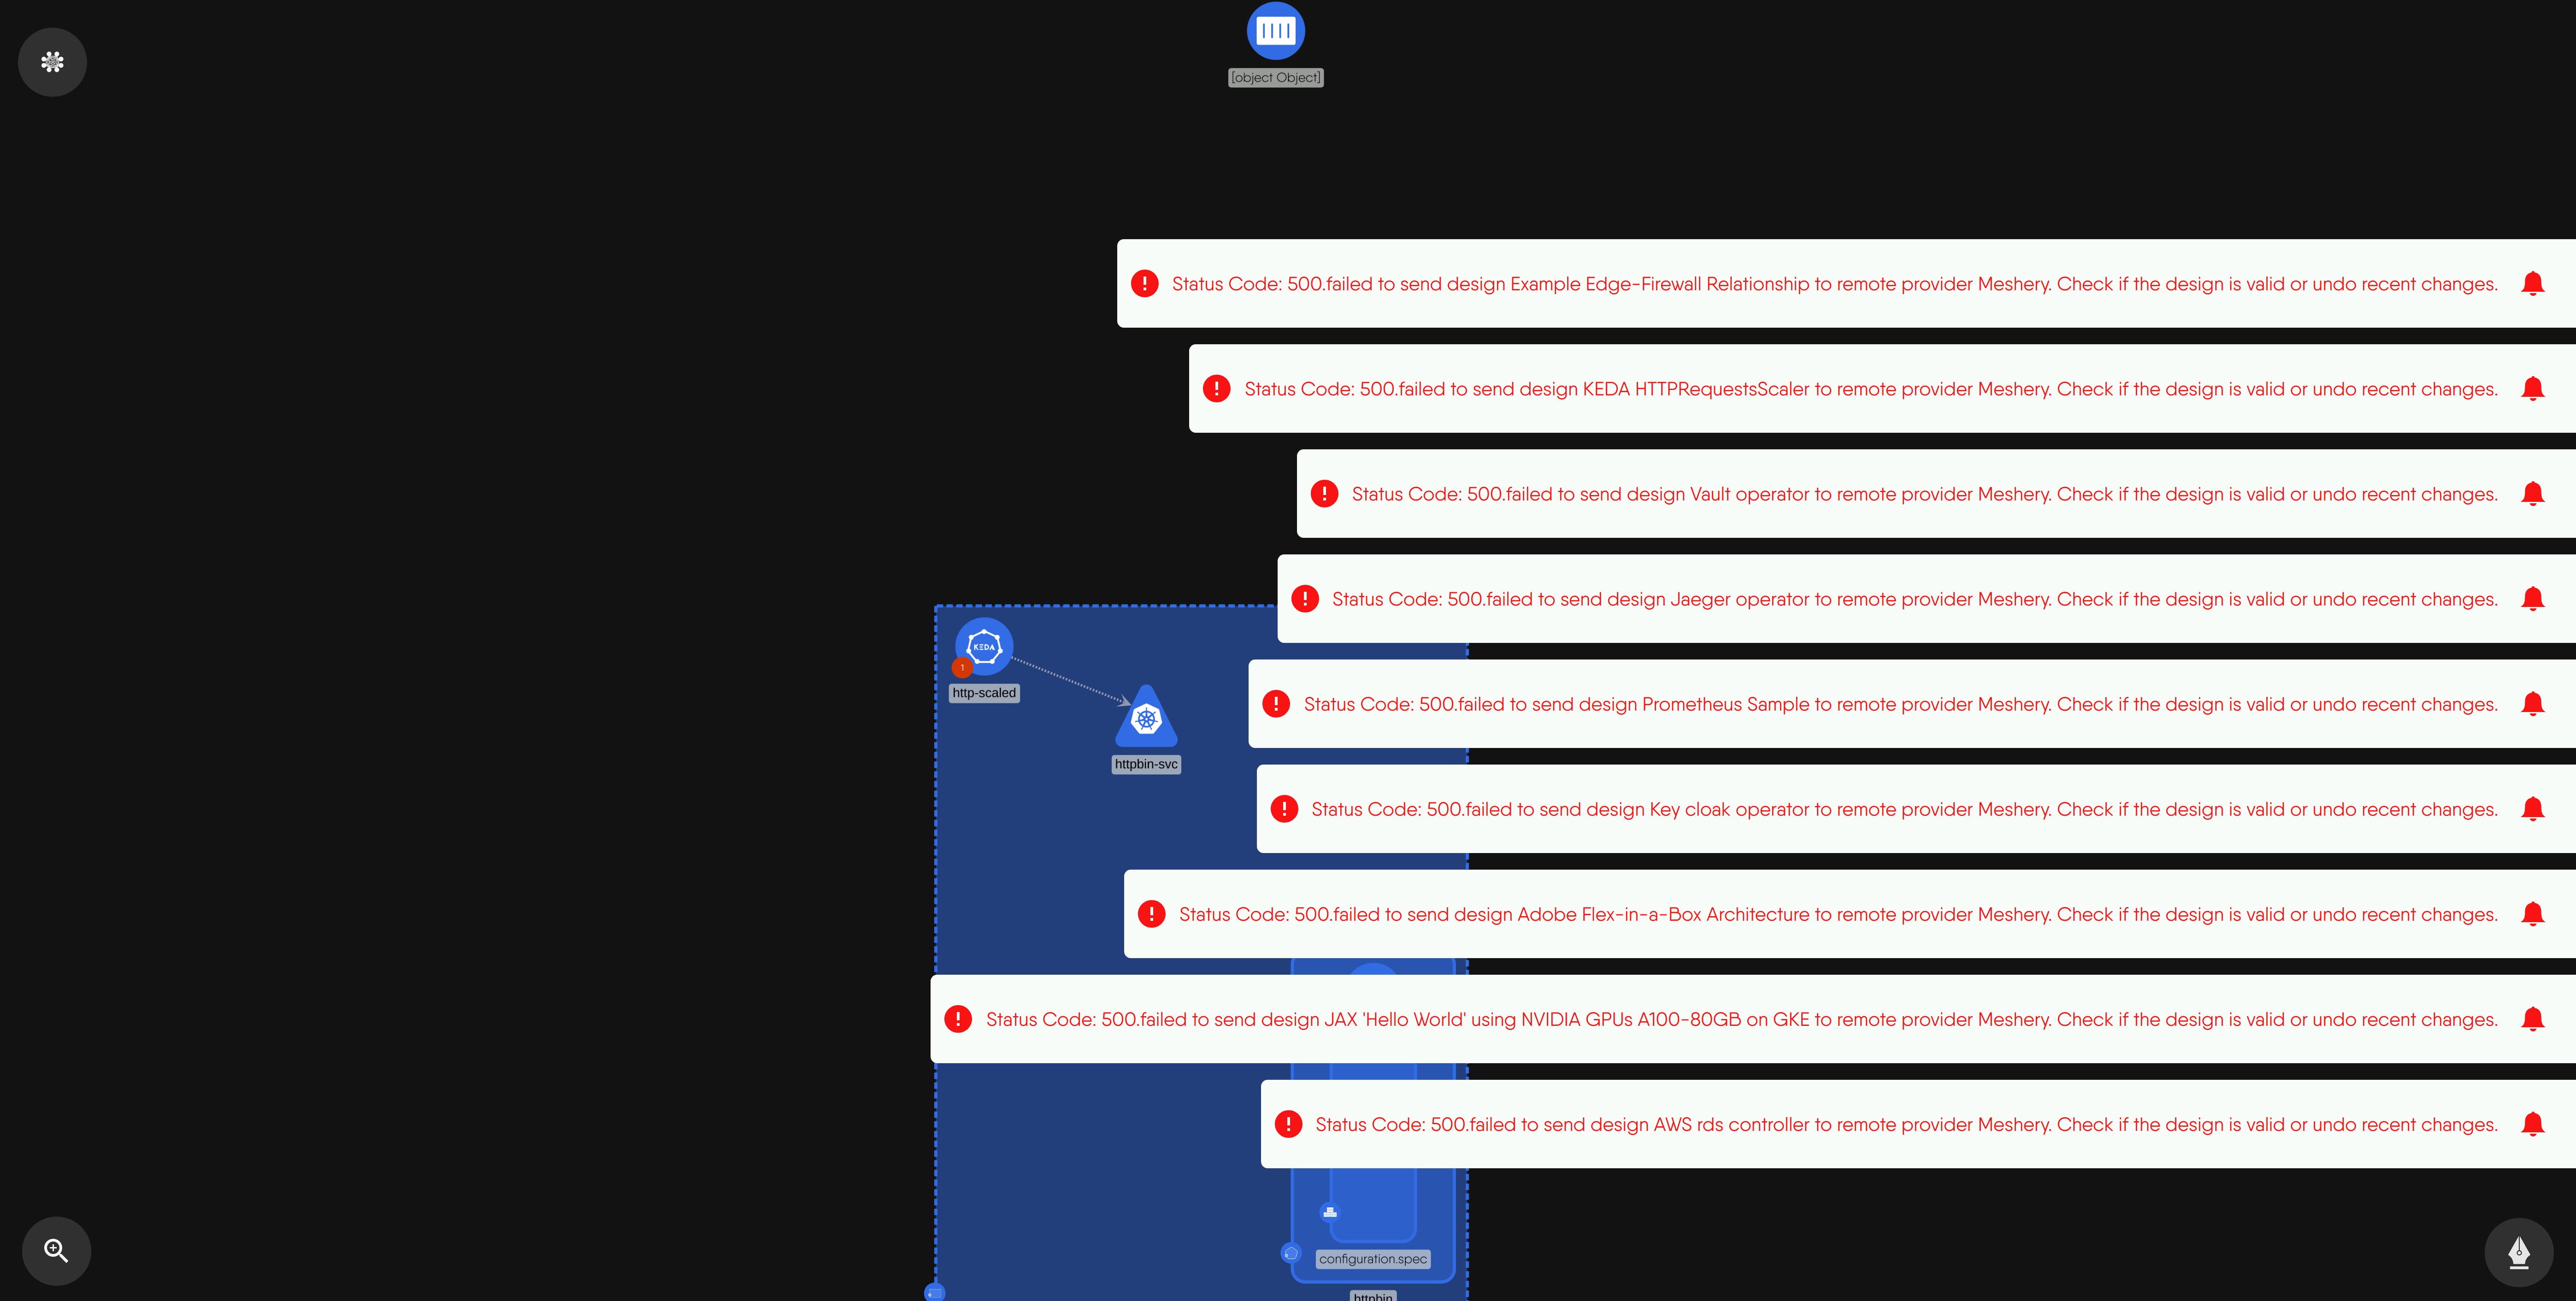 [object Object]
Status Code: 500.failed to send design Example Edge-Firewall Relationship to remote provider Meshery. Check if the design is valid or undo recent changes.
Status Code: 500.failed to send design KEDA HTTPRequestsScaler to remote provider Meshery. Check if the design is valid or undo recent changes.
Status Code: 500.failed to send design Vault operator to remote provider Meshery. Check if the design is valid or undo recent changes.
Status Code: 500.failed to send design Jaeger operator to remote provider Meshery. Check if the design is valid or undo recent changes.
KEDA
1
http-scaled
Status Code: 500.failed to send design Prometheus Sample to remote provider Meshery. Check if the design is valid or undo recent changes.
httpbin-svc
Status Code: 500.failed to send design Key cloak operator to remote provider Meshery. Check if the design is valid or undo recent changes.
Status Code: 500.failed to send design Adobe Flex-in-a-Box Architecture to remote provider Meshery. Check if the design is valid or undo recent changes.
Status Code: 500.failed to send design JAX 'Hello World' using NVIDIA GPUs A100-80GB on GKE to remote provider Meshery. Check if the design is valid or undo recent changes.
Status Code: 500.failed to send design AWS rds controller to remote provider Meshery. Check if the design is valid or undo recent changes.
configuration.spec
httpbin